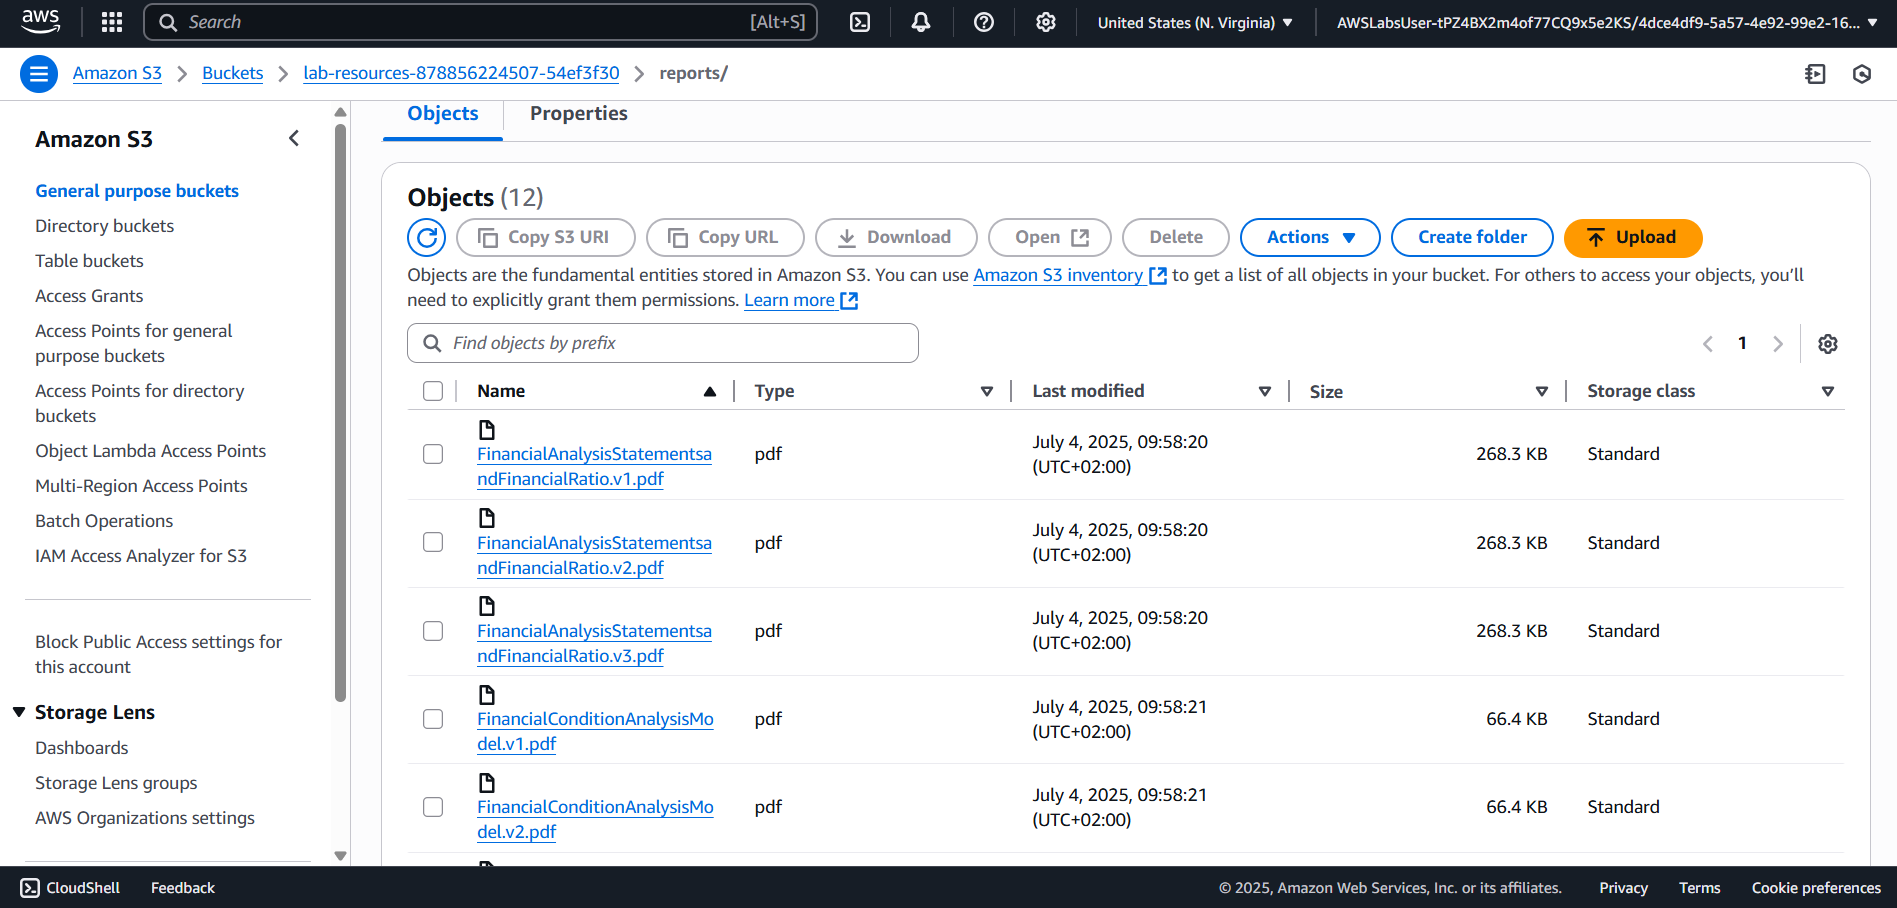 aws
Search [Alt+S]
United States (N. Virginia)
AWSLabsUser-tPZ4BX2m4of77CQ9x5e2KS/4dce4df9-5a57-4e92-99e2-16...
Amazon S3 > Buckets > lab-resources-878856224507-54ef3f30 > reports/
Amazon S3
General purpose buckets
Directory buckets
Table buckets
Access Grants
Access Points for general
purpose buckets
Access Points for directory
buckets
Object Lambda Access Points
Multi-Region Access Points
Batch Operations
IAM Access Analyzer for S3
Block Public Access settings for
this account
Storage Lens
Dashboards
Storage Lens groups
AWS Organizations settings
Objects Properties
Objects (12)
Copy S3 URI Copy URL Download Open Delete Actions Create folder Upload
Objects are the fundamental entities stored in Amazon S3. You can use Amazon S3 inventory to get a list of all objects in your bucket. For others to access your objects, you'll
need to explicitly grant them permissions. Learn more
Find objects by prefix
1
Name Type Last modified Size Storage class
FinancialAnalysisStatementsa
ndFinancialRatio.v1.pdf
pdf
July 4, 2025, 09:58:20
(UTC+02:00)
268.3 KB
Standard
FinancialAnalysisStatementsa
ndFinancialRatio.v2.pdf
pdf
July 4, 2025, 09:58:20
(UTC+02:00)
268.3 KB
Standard
FinancialAnalysisStatementsa
ndFinancialRatio.v3.pdf
pdf
July 4, 2025, 09:58:20
(UTC+02:00)
268.3 KB
Standard
FinancialConditionAnalysisMo
del.v1.pdf
pdf
July 4, 2025, 09:58:21
(UTC+02:00)
66.4 KB
Standard
FinancialConditionAnalysisMo
del.v2.pdf
pdf
July 4, 2025, 09:58:21
(UTC+02:00)
66.4 KB
Standard
CloudShell Feedback
© 2025, Amazon Web Services, Inc. or its affiliates. Privacy Terms Cookie preferences